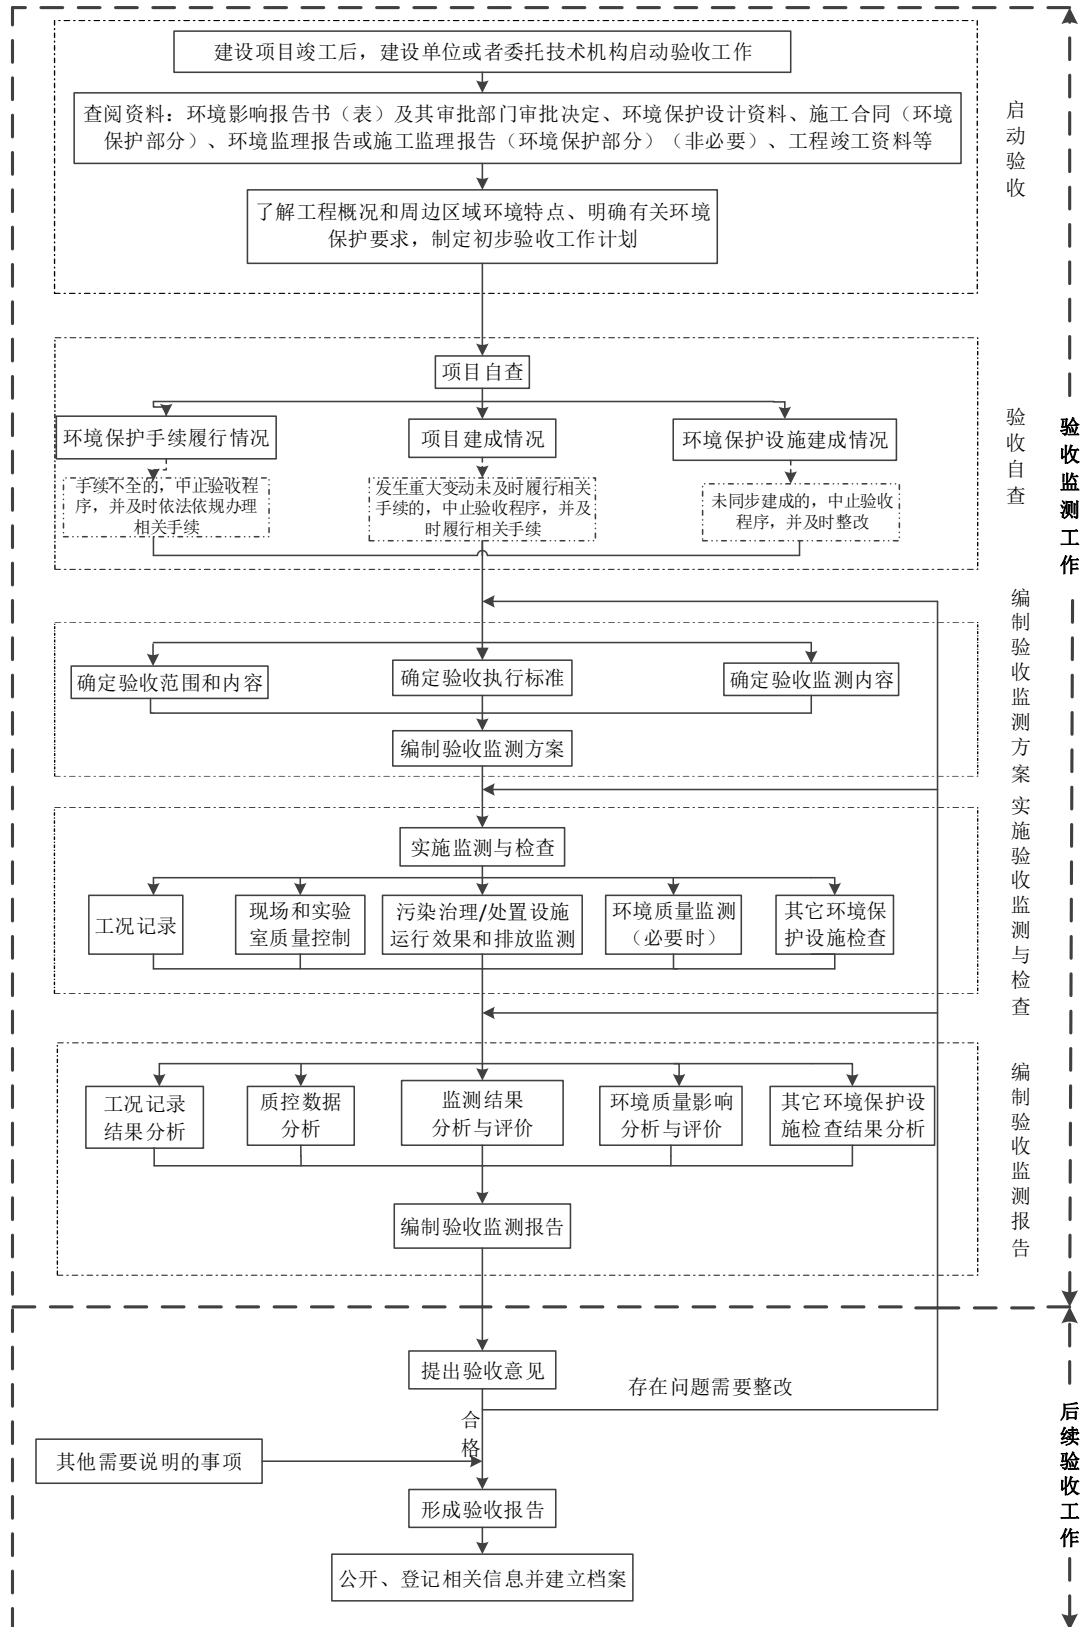 建设项目竣工后，建设单位或者委托技术机构启动验收工作
查阅资料：环境影响报告书（表）及其审批部门审批决定、环境保护设计资料、施工合同（环境
保护部分）、环境监理报告或施工监理报告（环境保护部分）（非必要）、工程竣工资料等
了解工程概况和周边区域环境特点、明确有关环境
保护要求，制定初步验收工作计划
启动验收
项目自查
环境保护手续履行情况
项目建成情况
环境保护设施建成情况
手续不全的，中止验收程
序，并及时依法依规办理
相关手续
发生重大变动未及时履行相关
手续的，中止验收程序，并及
时履行相关手续
未同步建成的，中止验收
程序，并及时整改
验收自查
验收监测工作
确定验收范围和内容
确定验收执行标准
确定验收监测内容
编制验收监测方案
编制验收监测方案
实施监测与检查
工况记录
现场和实验
室质量控制
污染治理/处置设施
运行效果和排放监测
环境质量监测
（必要时）
其它环境保
护设施检查
实施验收监测与检查
工况记录
结果分析
质控数据
分析
监测结果
分析与评价
环境质量影响
分析与评价
其它环境保护设
施检查结果分析
编制验收监测报告
编制验收监测报告
提出验收意见
存在问题需要整改
合格
其他需要说明的事项
形成验收报告
公开、登记相关信息并建立档案
后续验收工作